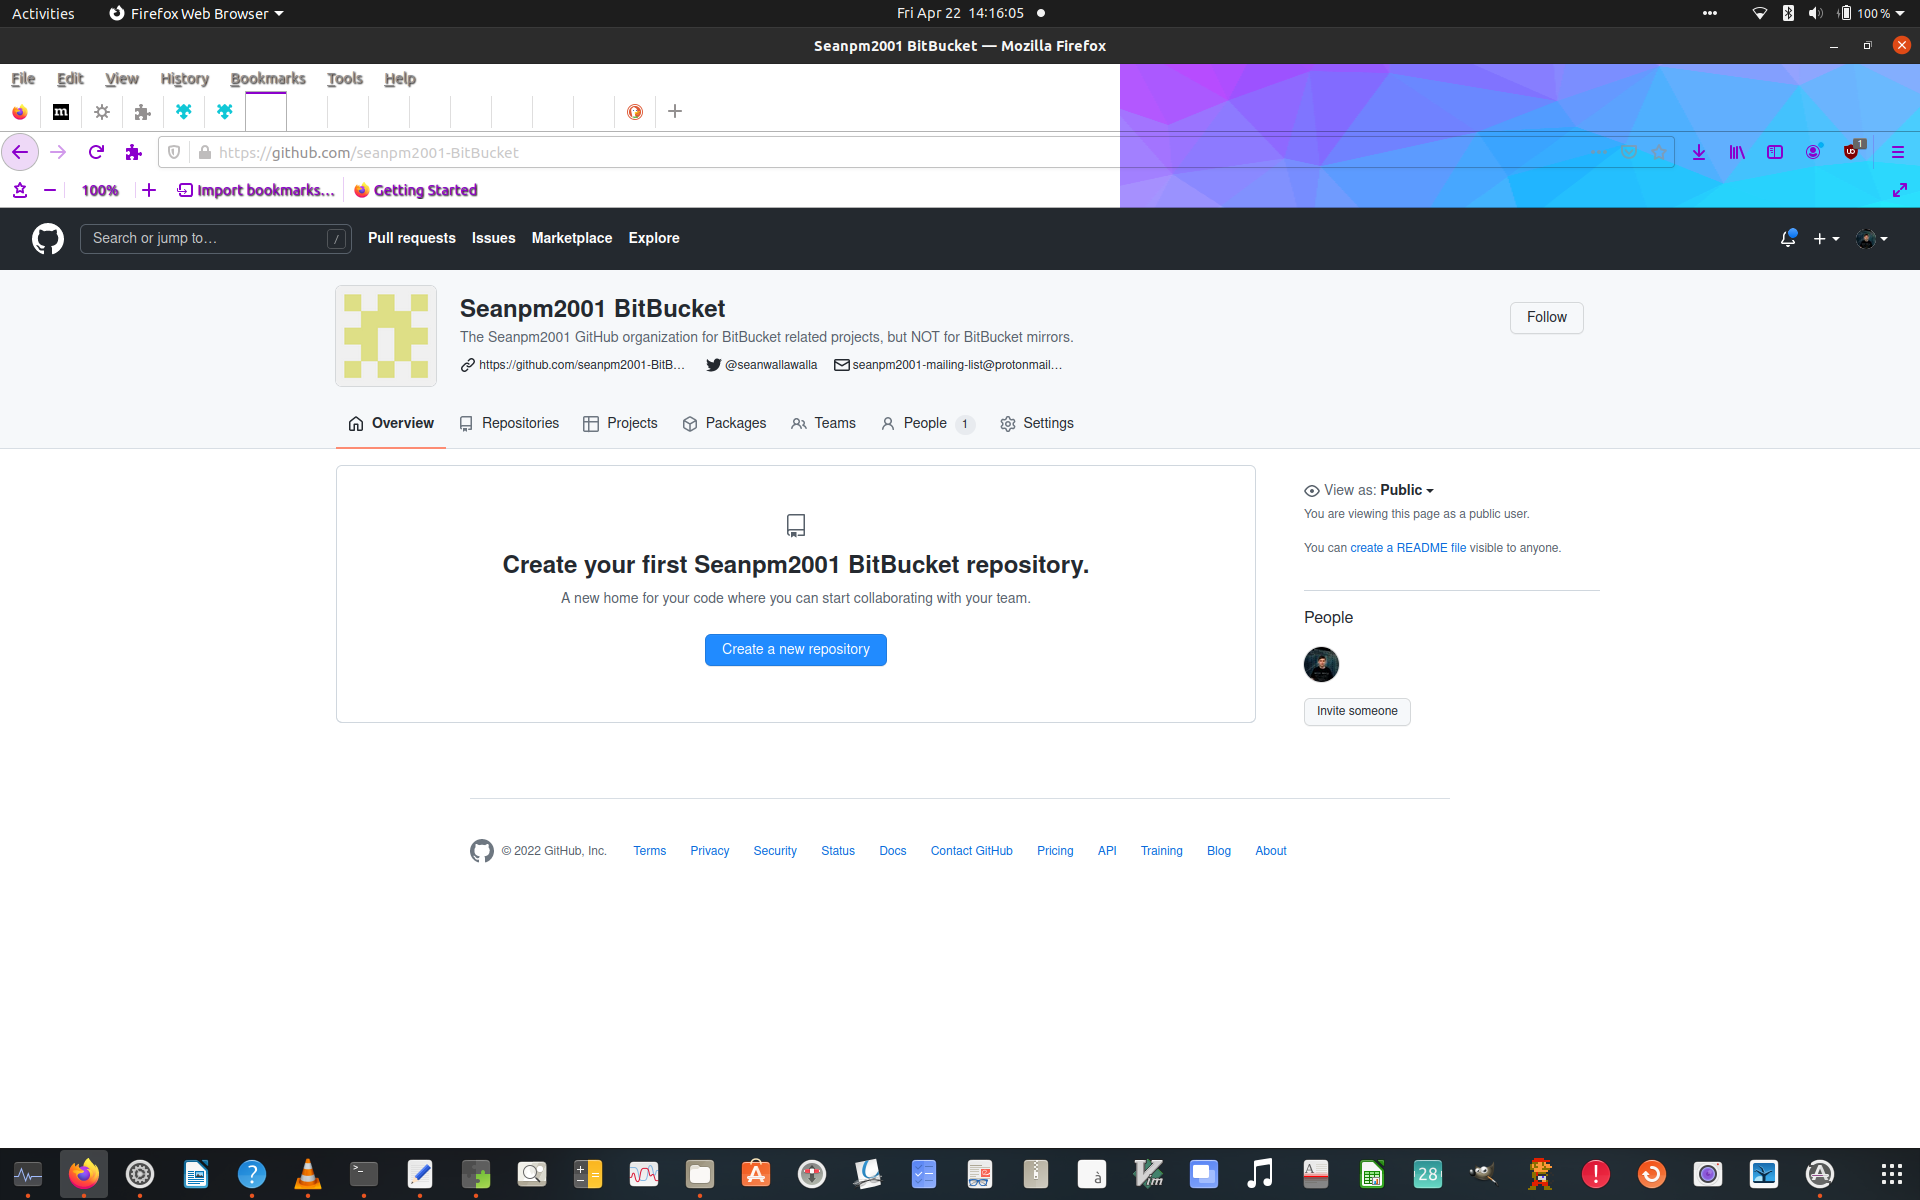 Activities
Firefox Web Browser
Fri Apr 22 14:16:05
100 %
Seanpm2001 BitBucket — Mozilla Firefox
File Edit View History Bookmarks Tools Help
m
https://github.com/seanpm2001-BitBucket
1
100%
Import bookmarks...
Getting Started
Search or jump to...
/
Pull requests
Issues
Marketplace
Explore
Seanpm2001 BitBucket
The Seanpm2001 GitHub organization for BitBucket related projects, but NOT for BitBucket mirrors.
https://github.com/seanpm2001-BitB...
@seanwallawalla
seanpm2001-mailing-list@protonmail...
Follow
Overview
Repositories
Projects
Packages
Teams
People 1
Settings
Create your first Seanpm2001 BitBucket repository.
A new home for your code where you can start collaborating with your team.
Create a new repository
View as: Public
You are viewing this page as a public user.
You can create a README file visible to anyone.
People
Invite someone
© 2022 GitHub, Inc.
Terms
Privacy
Security
Status
Docs
Contact GitHub
Pricing
API
Training
Blog
About
28